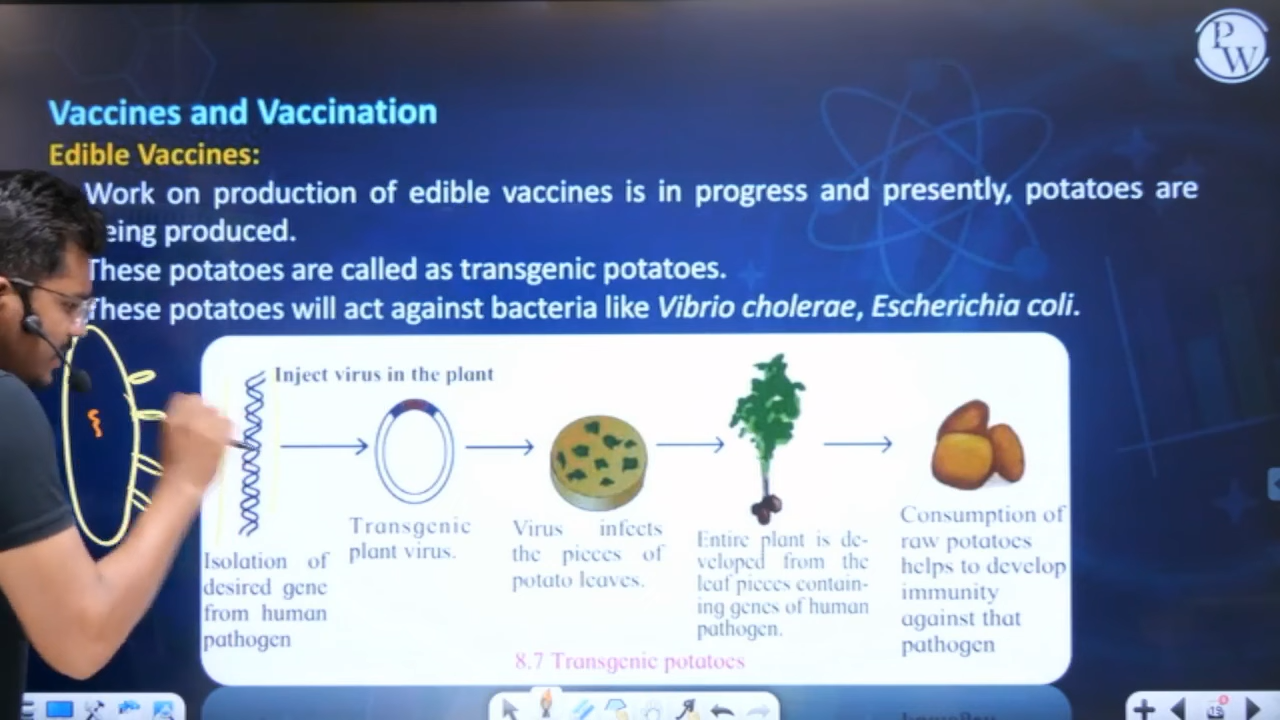 P
W
Vaccines and Vaccination
Edible Vaccines:
Work on production of edible vaccines is in progress and presently, potatoes are
eing produced.
These potatoes are called as transgenic potatoes.
These potatoes will act against bacteria like Vibrio cholerae, Escherichia coli.
Inject virus in the plant
Isolation of
desired gene
from human
pathogen
Transgenic
plant virus.
Virus infects
the pieces of
potato leaves.
Entire plant is de-
veloped from the
leaf pieces contain-
ing genes of human
pathogen.
Consumption of
raw potatoes
helps to develop
immunity
against that
pathogen
8.7 Transgenic potatoes